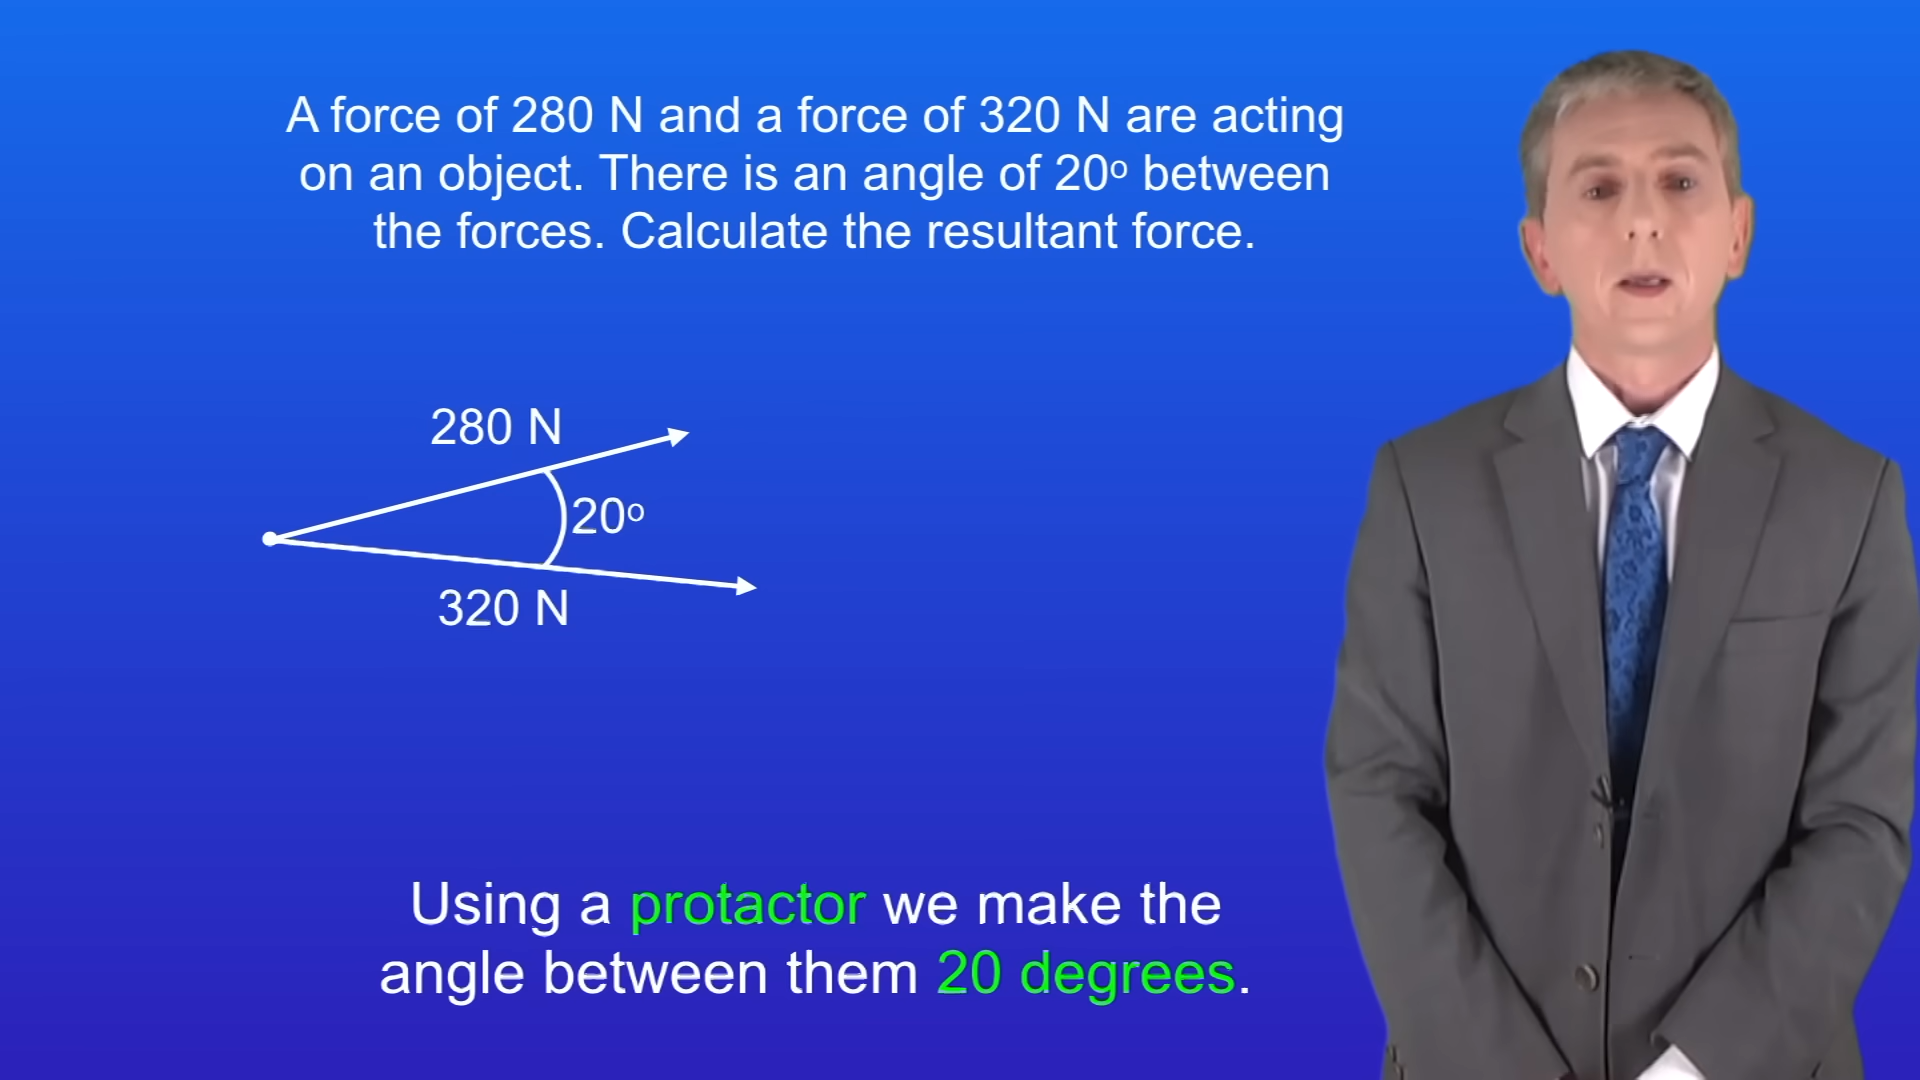 A force of 280 N and a force of 320 N are acting
on an object. There is an angle of 20º between
the forces. Calculate the resultant force.
280 N
20º
320 N
Using a protactor we make the
angle between them 20 degrees.